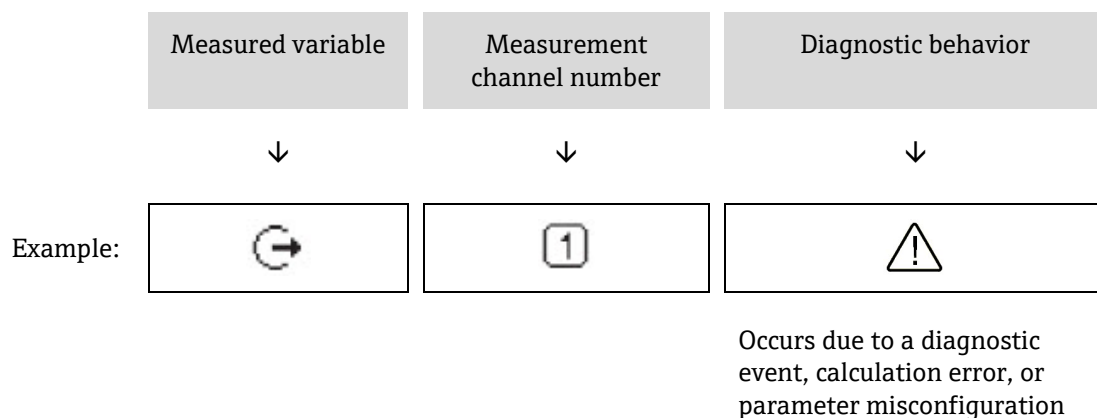 Measured variable
Measurement
channel number
Diagnostic behavior
Example:
1
!
Occurs due to a diagnostic
event, calculation error, or
parameter misconfiguration